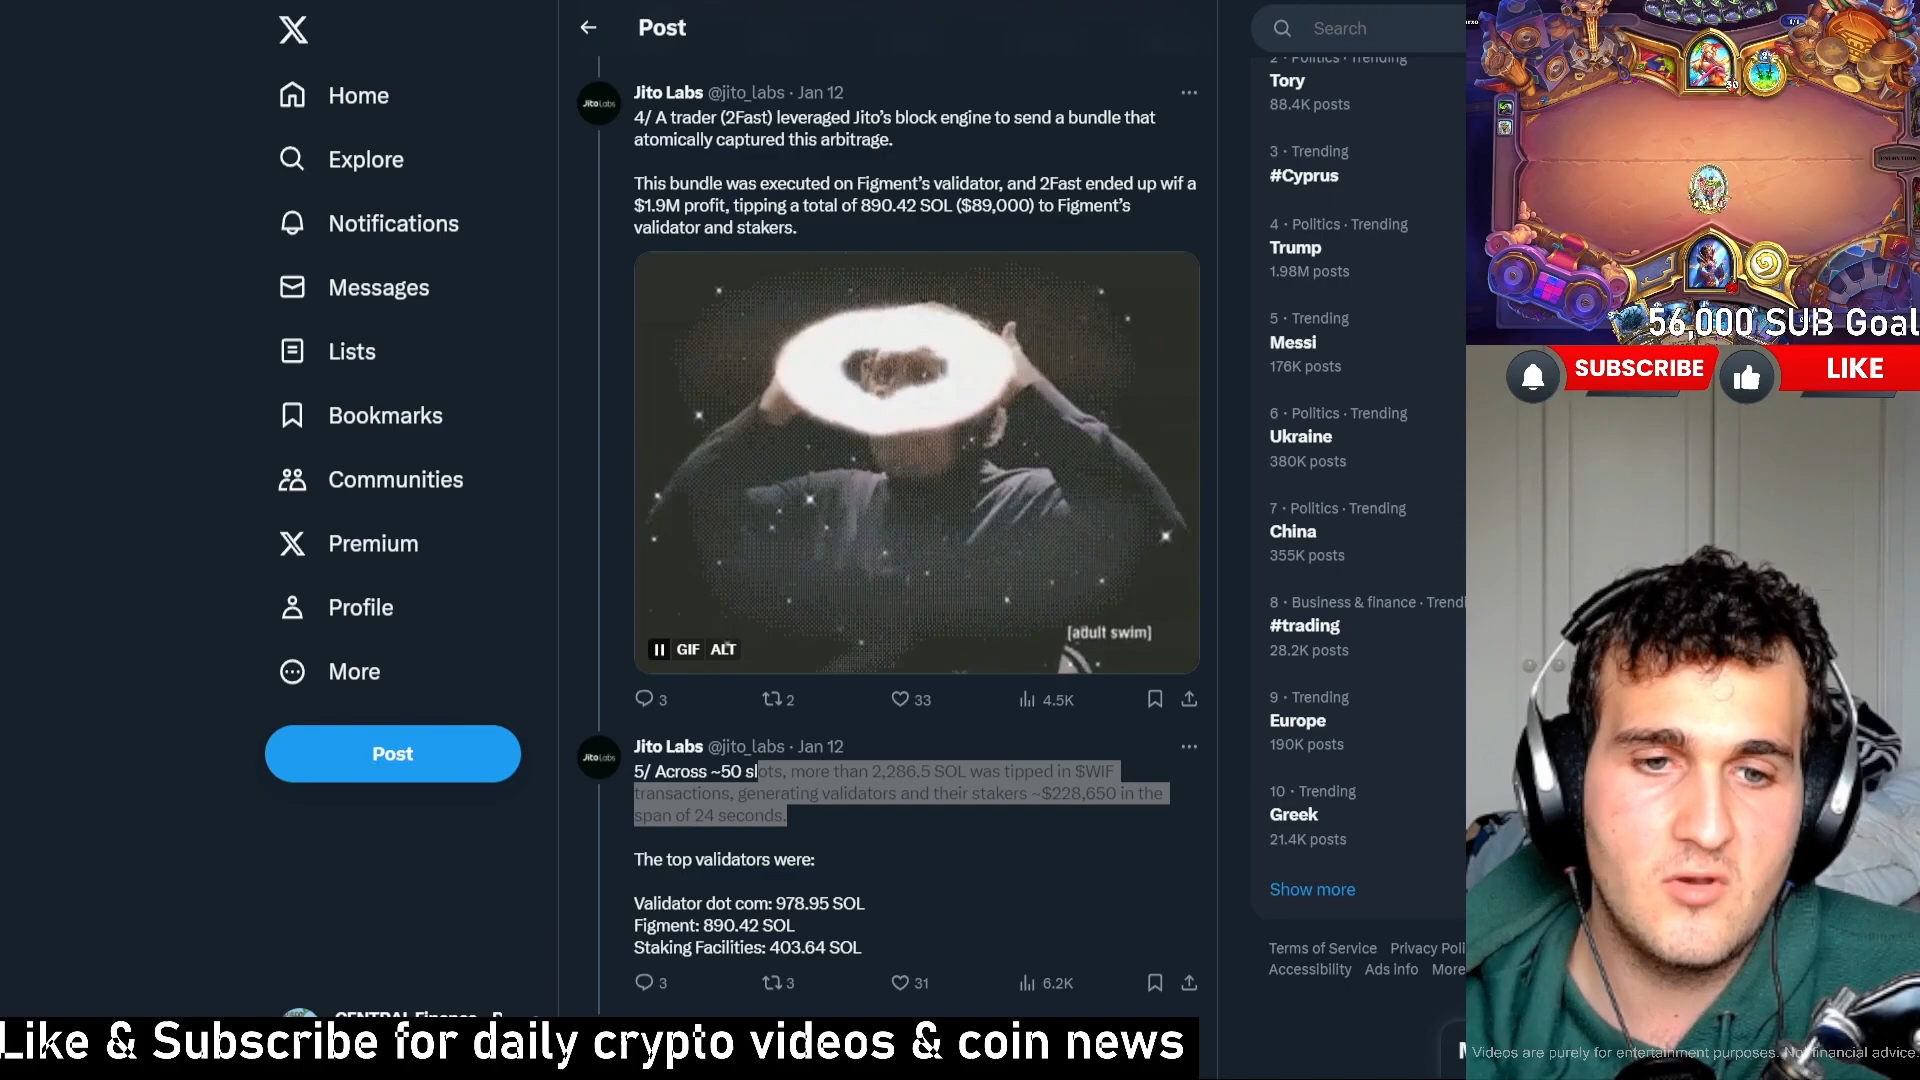 Home
Explore
Notifications
Messages
Lists
Bookmarks
Communities
Premium
Profile
More
Post
Post
JitoLabs
Jito Labs @jito_labs · Jan 12
4/ A trader (2Fast) leveraged Jito’s block engine to send a bundle that
atomically captured this arbitrage.
This bundle was executed on Figment’s validator, and 2Fast ended up wif a
$1.9M profit, tipping a total of 890.42 SOL ($89,000) to Figment’s
validator and stakers.
[adult swim]
GIF ALT
3 2 33 4.5K
JitoLabs
Jito Labs @jito_labs · Jan 12
5/ Across ~50 slots, more than 2,286.5 SOL was tipped in $WIF
transactions, generating validators and their stakers ~$228,650 in the
span of 24 seconds.
The top validators were:
Validator dot com: 978.95 SOL
Figment: 890.42 SOL
Staking Facilities: 403.64 SOL
3 3 31 6.2K
Search
2 · Politics · Trending
Tory
88.4K posts
3 · Trending
#Cyprus
4 · Politics · Trending
Trump
1.98M posts
5 · Trending
Messi
176K posts
6 · Politics · Trending
Ukraine
380K posts
7 · Politics · Trending
China
355K posts
8 · Business & finance · Trendi
#trading
28.2K posts
9 · Trending
Europe
190K posts
10 · Trending
Greek
21.4K posts
Show more
Terms of Service Privacy Poli
Accessibility Ads info More
30
56,000 SUB Goal
SUBSCRIBE LIKE
Like & Subscribe for daily crypto videos & coin news
Videos are purely for entertainment purposes. Not financial advice.